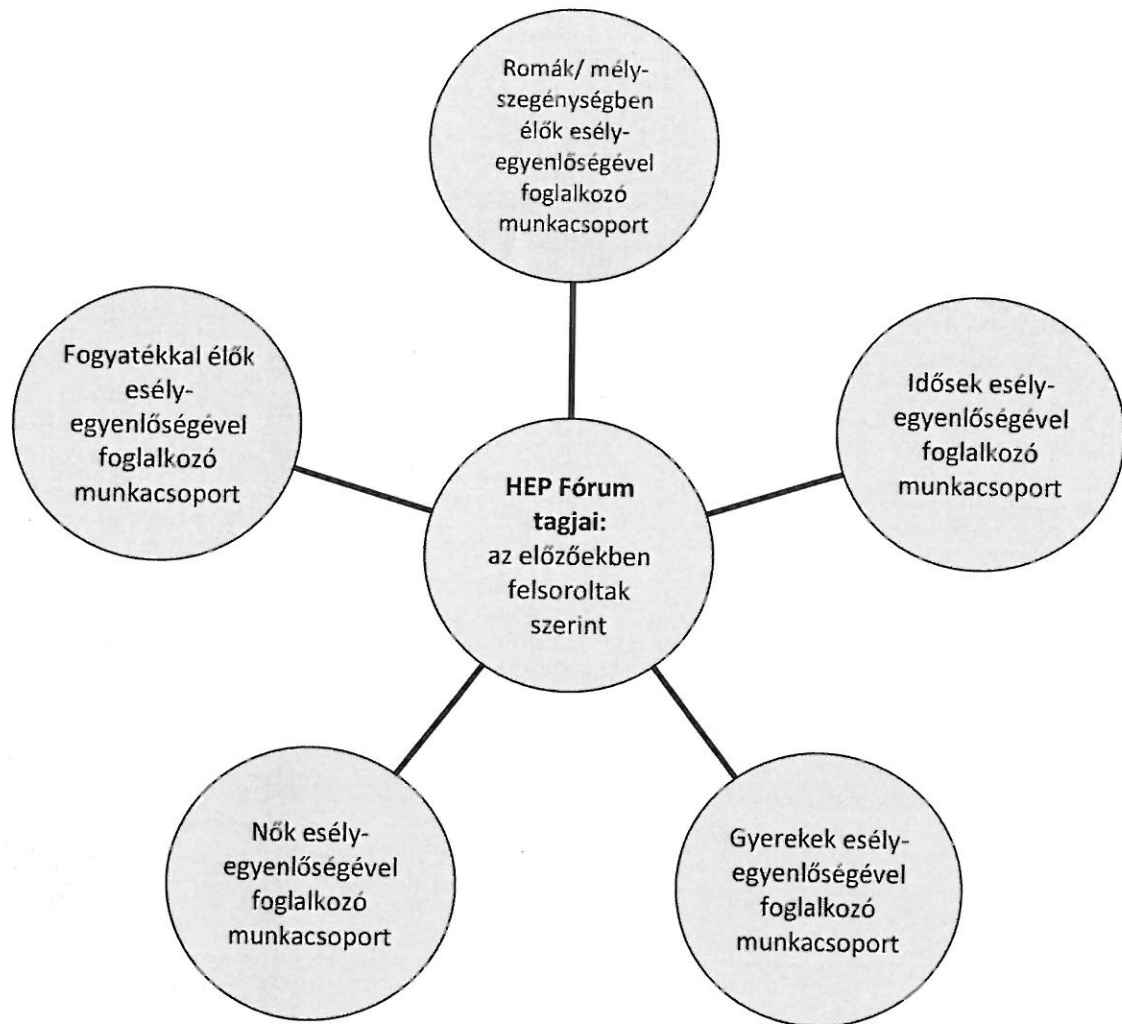 Romák/ mély-
szegénységben
élők esély-
egyenlőségével
foglalkozó
munkacsoport
Fogyatékkal élők
esély-
egyenlőségével
foglalkozó
munkacsoport
Idősek esély-
egyenlőségével
foglalkozó
munkacsoport
HEP Fórum
tagjai:
az előzőekben
felsoroltak
szerint
Nők esély-
egyenlőségével
foglalkozó
munkacsoport
Gyerekek esély-
egyenlőségével
foglalkozó
munkacsoport